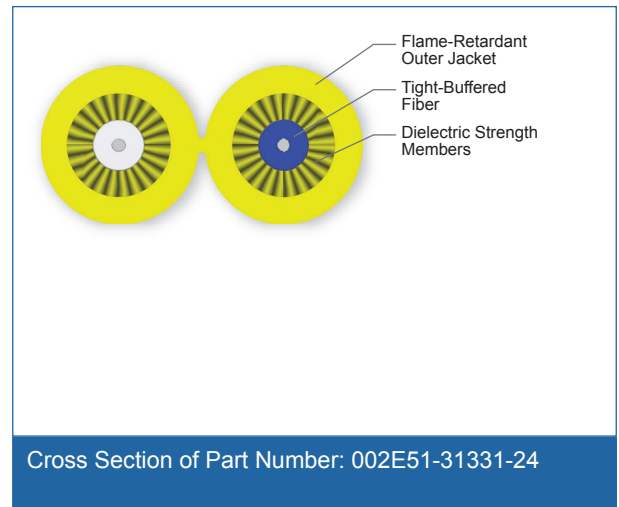 Flame-Retardant
Outer Jacket
Tight-Buffered
Fiber
Dielectric Strength
Members
Cross Section of Part Number: 002E51-31331-24